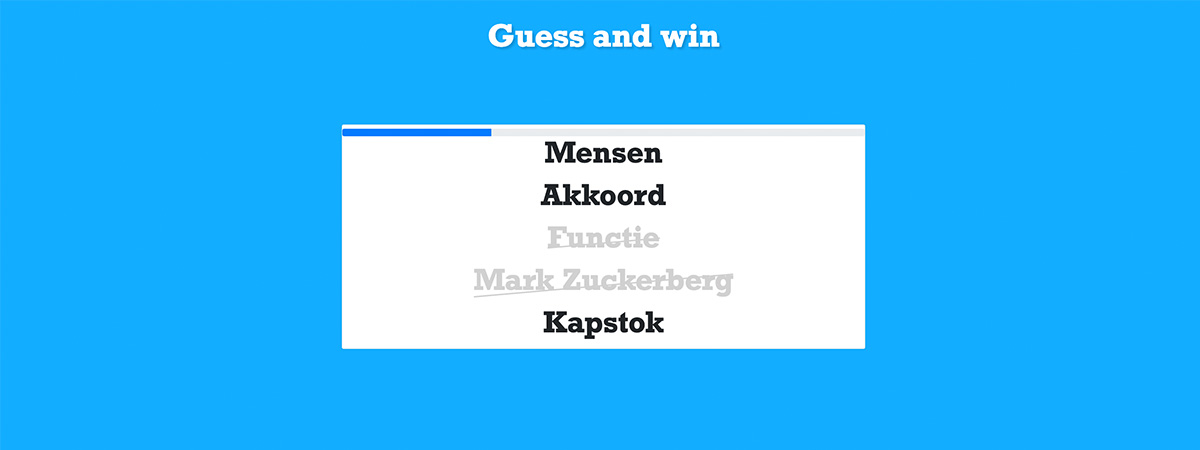 Guess and win
Mensen
Akkoord
Functie
Mark Zuckerberg
Kapstok